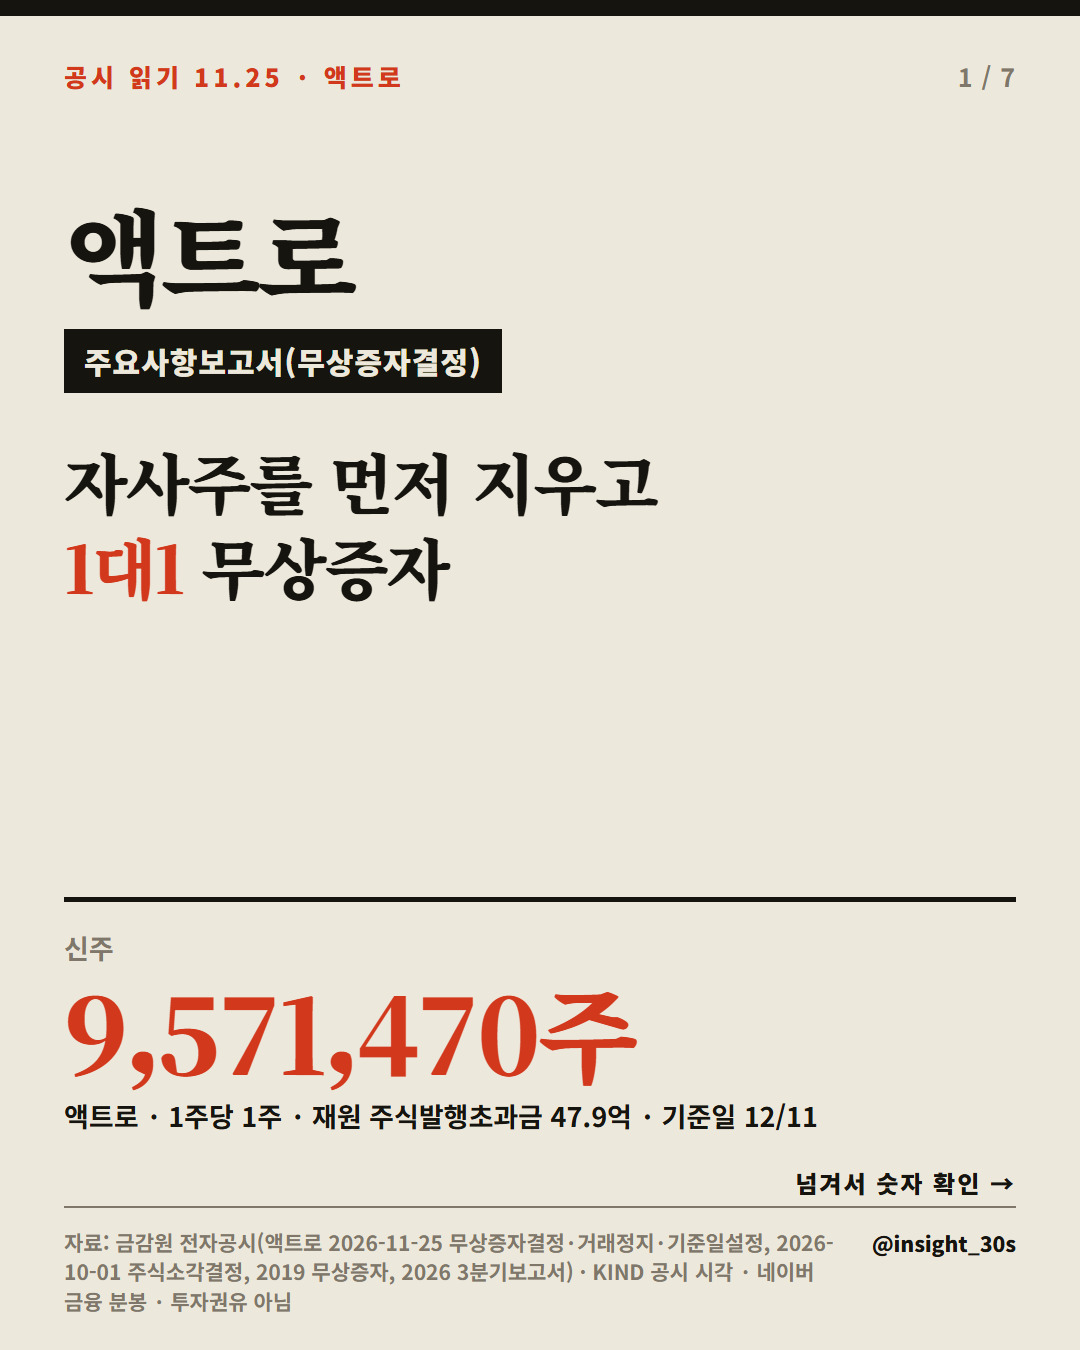 공시 읽기 11.25 · 액트로
1 / 7
액트로
주요사항보고서(무상증자결정)
자사주를 먼저 지우고
1대1 무상증자
신주
9,571,470주
액트로 · 1주당 1주 · 재원 주식발행초과금 47.9억 · 기준일 12/11
넘겨서 숫자 확인 →
자료: 금감원 전자공시(액트로 2026-11-25 무상증자결정·거래정지·기준일설정, 2026-
10-01 주식소각결정, 2019 무상증자, 2026 3분기보고서) · KIND 공시 시각 · 네이버
금융 분봉 · 투자권유 아님
@insight_30s